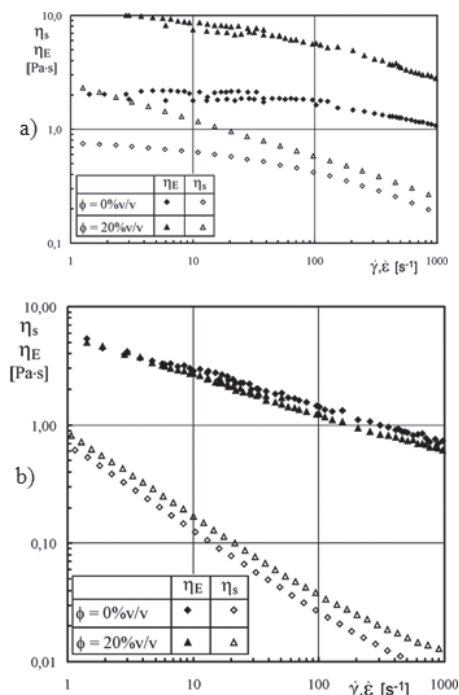 ηs
ηE
[Pa·s]
10,0
1,0
0,1
a)
ηE ηs
ϕ = 0%v/v
ϕ = 20%v/v
1 10 100 1000
γ̇,ε̇ [s⁻¹]
ηs
ηE
[Pa·s]
10,00
1,00
0,10
0,01
b)
ηE ηs
ϕ = 0%v/v
ϕ = 20%v/v
1 10 100 1000
γ̇,ε̇ [s⁻¹]